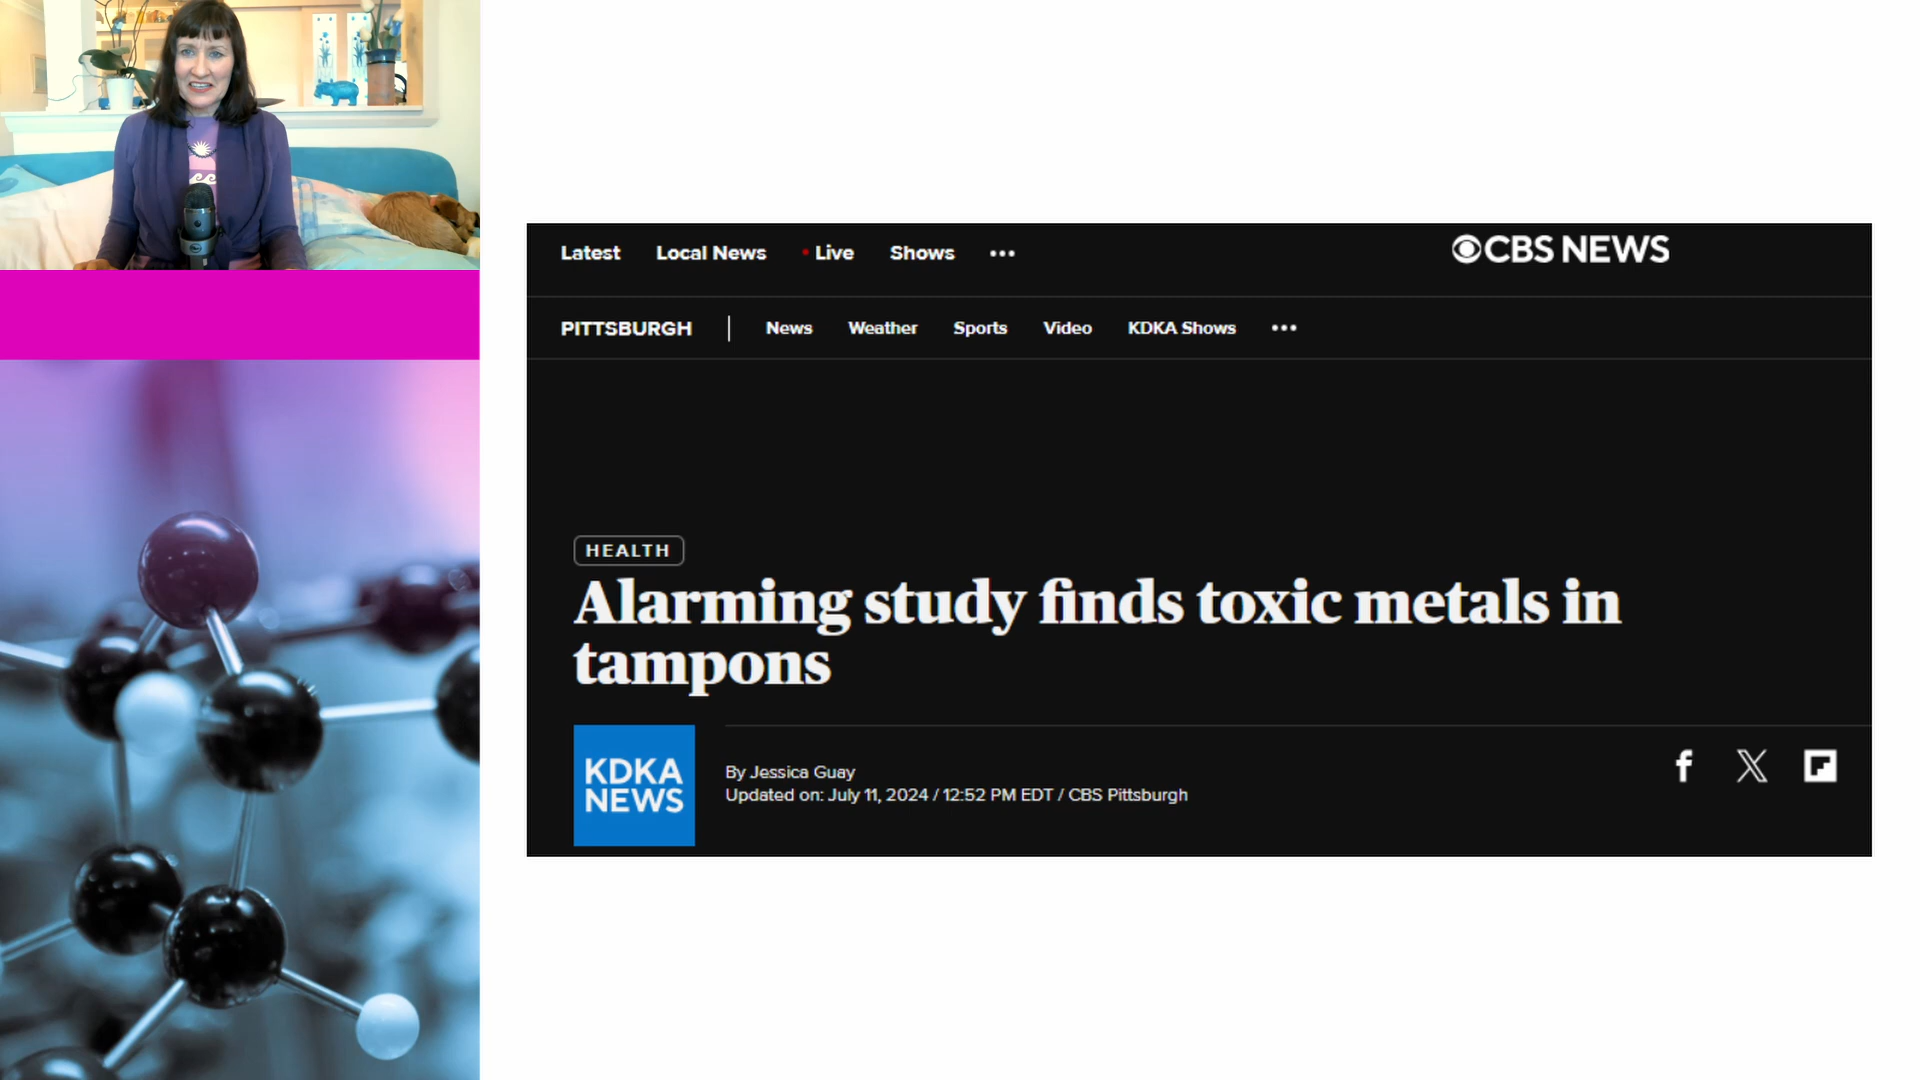 Latest Local News Live Shows •••
CBS NEWS
PITTSBURGH | News Weather Sports Video KDKA Shows •••
HEALTH
Alarming study finds toxic metals in
tampons
KDKA
NEWS
By Jessica Guay
Updated on: July 11, 2024 / 12:52 PM EDT / CBS Pittsburgh